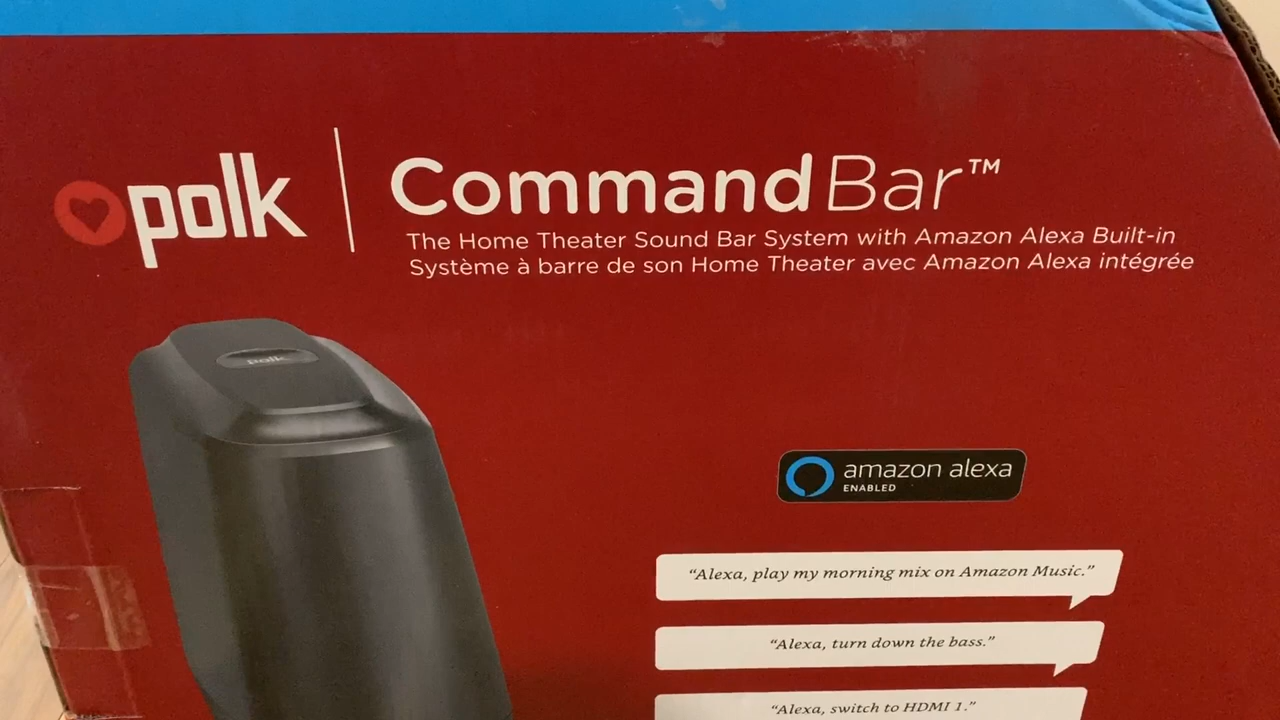 polk
CommandBar™
The Home Theater Sound Bar System with Amazon Alexa Built-in
Système à barre de son Home Theater avec Amazon Alexa intégrée
polk
amazon alexa
ENABLED
“Alexa, play my morning mix on Amazon Music.”
“Alexa, turn down the bass.”
“Alexa, switch to HDMI 1.”